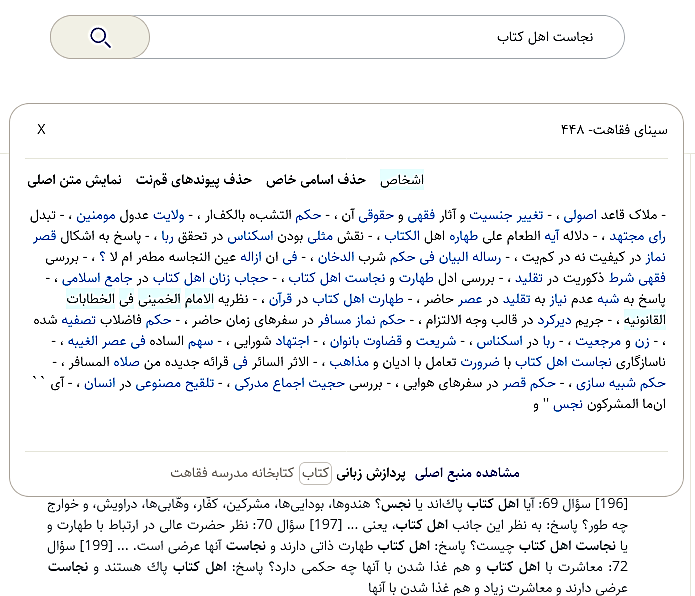 نجاست اهل کتاب
سینای فقاهت- ۴۴۸ X
اشخاص حذف اسامی خاص حذف پیوندهای قم‌نت نمایش متن اصلی
- ملاک قاعد اصولی ، - تغییر جنسیت و آثار فقهی و حقوقی آن ، - حکم التشبه بالکفار ، - ولایت عدول مومنین ، - تبدل
رای مجتهد ، - دلاله آیه الطعام علی طهاره اهل الکتاب ، - نقش مثلی بودن اسکناس در تحقق ربا ، - پاسخ به اشکال قصر
نماز در کیفیت نه در کمیت ، - رساله البیان فی حکم شرب الدخان ، - فی ان ازاله عین النجاسه مطهر ام لا ؟ ، - بررسی
فقهی شرط ذکوریت در تقلید ، - بررسی ادل طهارت و نجاست اهل کتاب ، - حجاب زنان اهل کتاب در جامع اسلامی ، -
پاسخ به شبه عدم نیاز به تقلید در عصر حاضر ، - طهارت اهل کتاب در قرآن ، - نظریه الامام الخمینی فی الخطابات
القانونیه ، - جریم دیرکرد در قالب وجه الالتزام ، - حکم نماز مسافر در سفرهای زمان حاضر ، - حکم فاضلاب تصفیه شده
، - زن و مرجعیت ، - ربا در اسکناس ، - شریعت و قضاوت بانوان ، - اجتهاد شورایی ، - سهم الساده فی عصر الغیبه ، -
ناسازگاری نجاست اهل کتاب با ضرورت تعامل با ادیان و مذاهب ، - الاثر السائر فی قرائه جدیده من صلاه المسافر ، -
حکم شبیه سازی ، - حکم قصر در سفرهای هوایی ، - بررسی حجیت اجماع مدرکی ، - تلقیح مصنوعی در انسان ، - آی ``
انما المشرکون نجس '' و
مشاهده منبع اصلی پردازش زبانی کتاب کتابخانه مدرسه فقاهت
[196] سؤال 69: آیا اهل کتاب پاك‌اند یا نجس؟ هندوها، بودایی‌ها، مشرکین، کفّار، وهّابی‌ها، دراویش، و خوارج
چه طور؟ پاسخ: به نظر این جانب اهل کتاب، یعنی ... [197] سؤال 70: نظر حضرت عالی در ارتباط با طهارت و
یا نجاست اهل کتاب چیست؟ پاسخ: اهل کتاب طهارت ذاتی دارند و نجاست آنها عرضی است. ... [199] سؤال
72: معاشرت با اهل کتاب و هم غذا شدن با آنها چه حکمی دارد؟ پاسخ: اهل کتاب پاك هستند و نجاست
عرضی دارند و معاشرت زیاد و هم غذا شدن با آنها